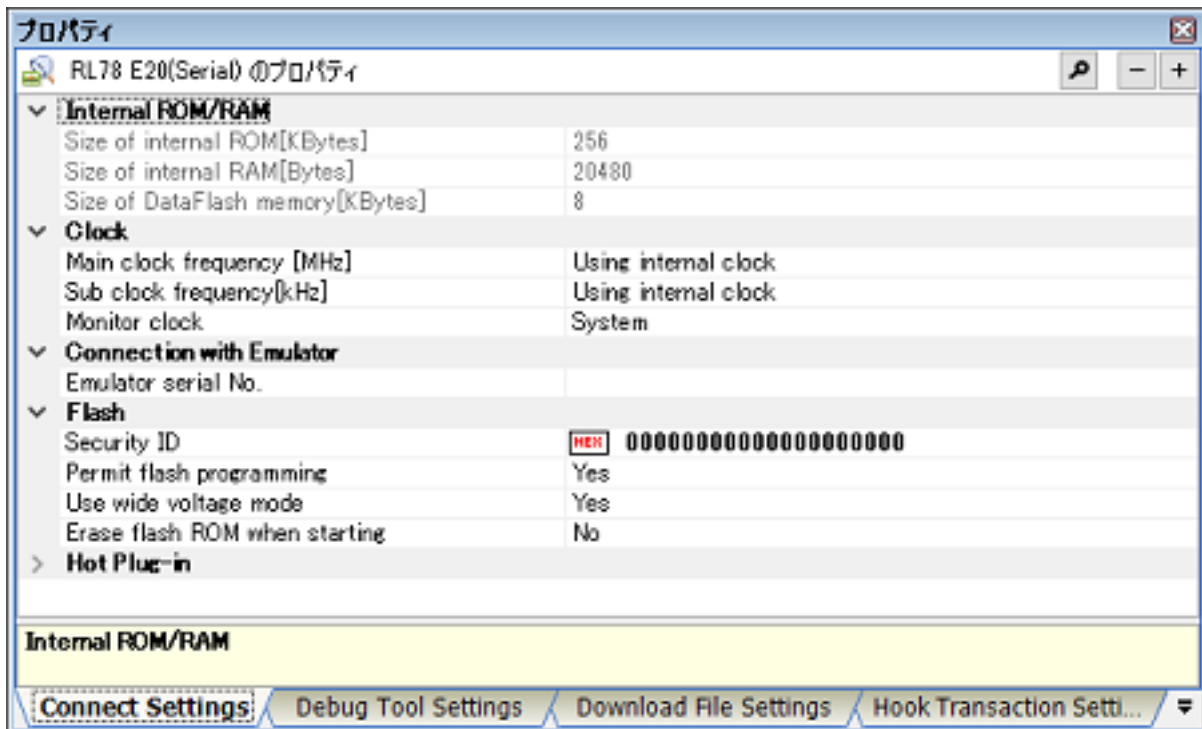 プロパティ
RL78 E20(Serial) のプロパティ
Internal ROM/RAM
Size of internal ROM[KBytes] 256
Size of internal RAM[Bytes] 20480
Size of DataFlash memory[KBytes] 8
Clock
Main clock frequency [MHz] Using internal clock
Sub clock frequency[kHz] Using internal clock
Monitor clock System
Connection with Emulator
Emulator serial No.
Flash
Security ID HEX 00000000000000000000
Permit flash programming Yes
Use wide voltage mode Yes
Erase flash ROM when starting No
Hot Plug-in
Internal ROM/RAM
Connect Settings Debug Tool Settings Download File Settings Hook Transaction Setti...